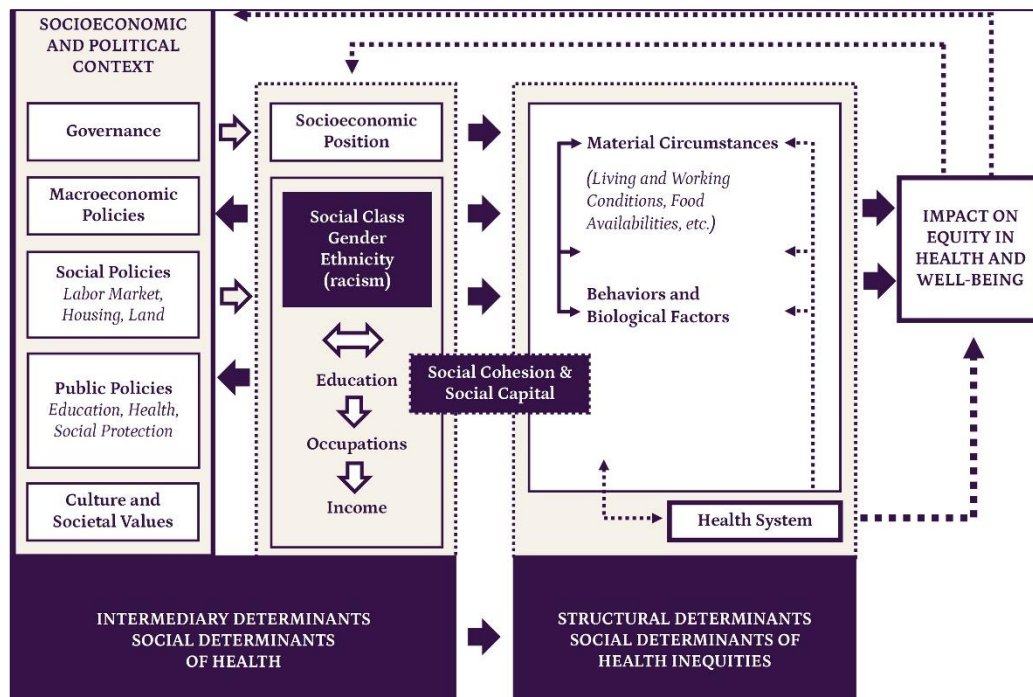 SOCIOECONOMIC
AND POLITICAL
CONTEXT
Governance
Macroeconomic
Policies
Social Policies
Labor Market,
Housing, Land
Public Policies
Education, Health,
Social Protection
Culture and
Societal Values
Socioeconomic
Position
Social Class
Gender
Ethnicity
(racism)
Education
Occupations
Income
Social Cohesion &
Social Capital
Material Circumstances
(Living and Working
Conditions, Food
Availabilities, etc.)
Behaviors and
Biological Factors
Health System
IMPACT ON
EQUITY IN
HEALTH AND
WELL-BEING
INTERMEDIARY DETERMINANTS
SOCIAL DETERMINANTS
OF HEALTH
STRUCTURAL DETERMINANTS
SOCIAL DETERMINANTS OF
HEALTH INEQUITIES